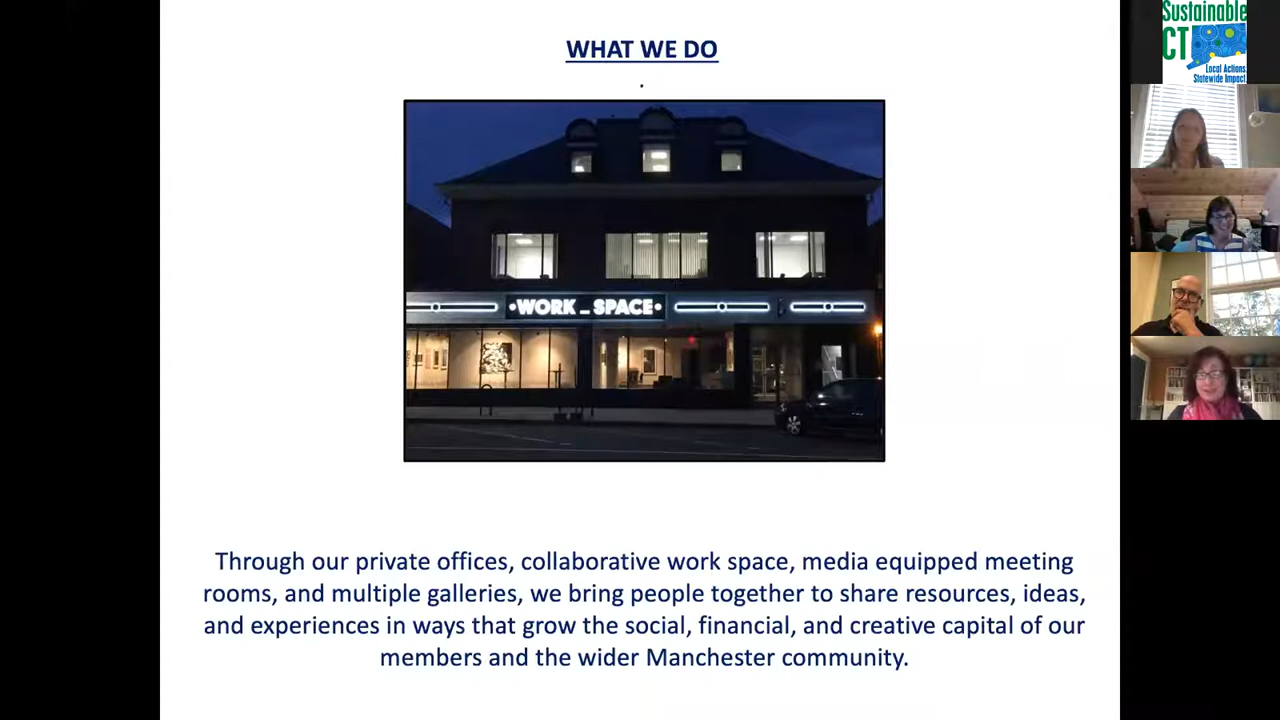 WHAT WE DO
.
•WORK _ SPACE•
Through our private offices, collaborative work space, media equipped meeting
rooms, and multiple galleries, we bring people together to share resources, ideas,
and experiences in ways that grow the social, financial, and creative capital of our
members and the wider Manchester community.
Sustainable
CT
Local Actions,
Statewide Impact